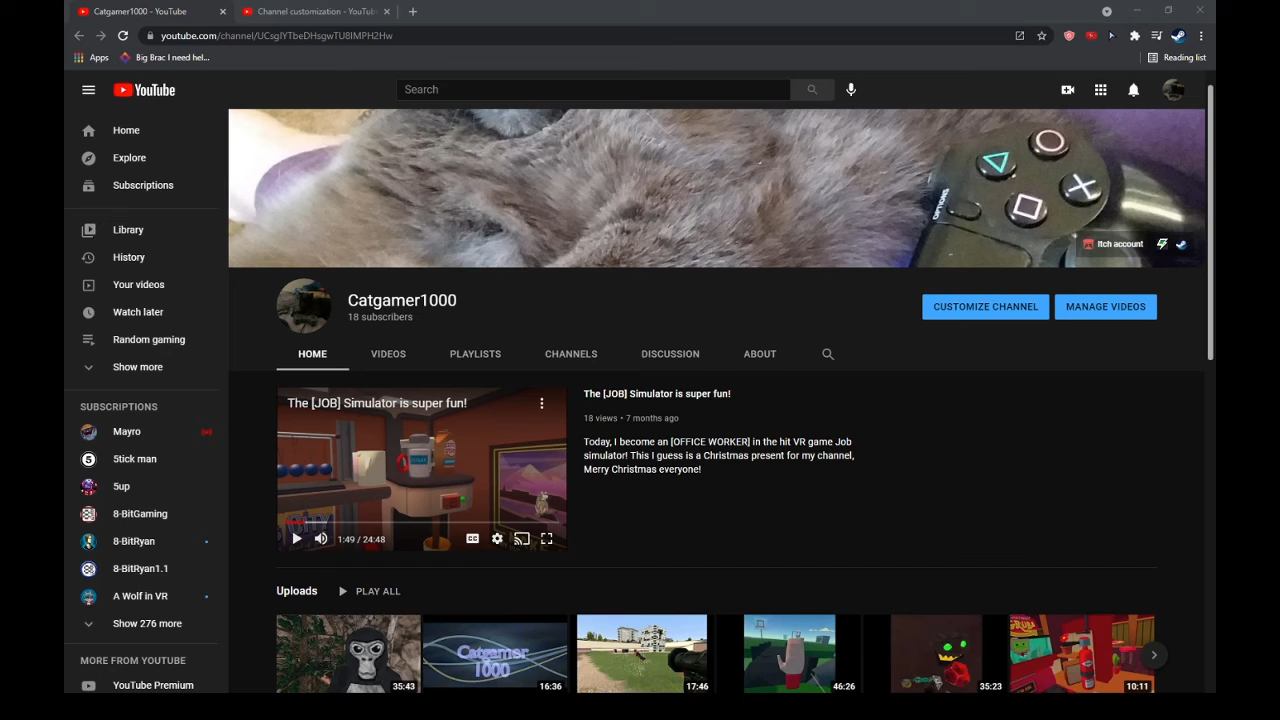 Catgamer1000 - YouTube
Channel customization - YouTub
youtube.com/channel/UCsgIYTbeDHsgwTU8IMPH2Hw
Apps
Big Brac I need hel...
Reading list
YouTube
Search
Home
Explore
Subscriptions
Library
History
Your videos
Watch later
Random gaming
Show more
SUBSCRIPTIONS
Mayro
5tick man
5up
8-BitGaming
8-BitRyan
8-BitRyan1.1
A Wolf in VR
Show 276 more
MORE FROM YOUTUBE
YouTube Premium
OPTIONS
Itch account
Catgamer1000
18 subscribers
CUSTOMIZE CHANNEL
MANAGE VIDEOS
HOME
VIDEOS
PLAYLISTS
CHANNELS
DISCUSSION
ABOUT
The [JOB] Simulator is super fun!
1:49 / 24:48
The [JOB] Simulator is super fun!
18 views • 7 months ago
Today, I become an [OFFICE WORKER] in the hit VR game Job
simulator! This I guess is a Christmas present for my channel,
Merry Christmas everyone!
Uploads
PLAY ALL
35:43
Catgamer
1000
16:36
17:46
46:26
35:23
10:11